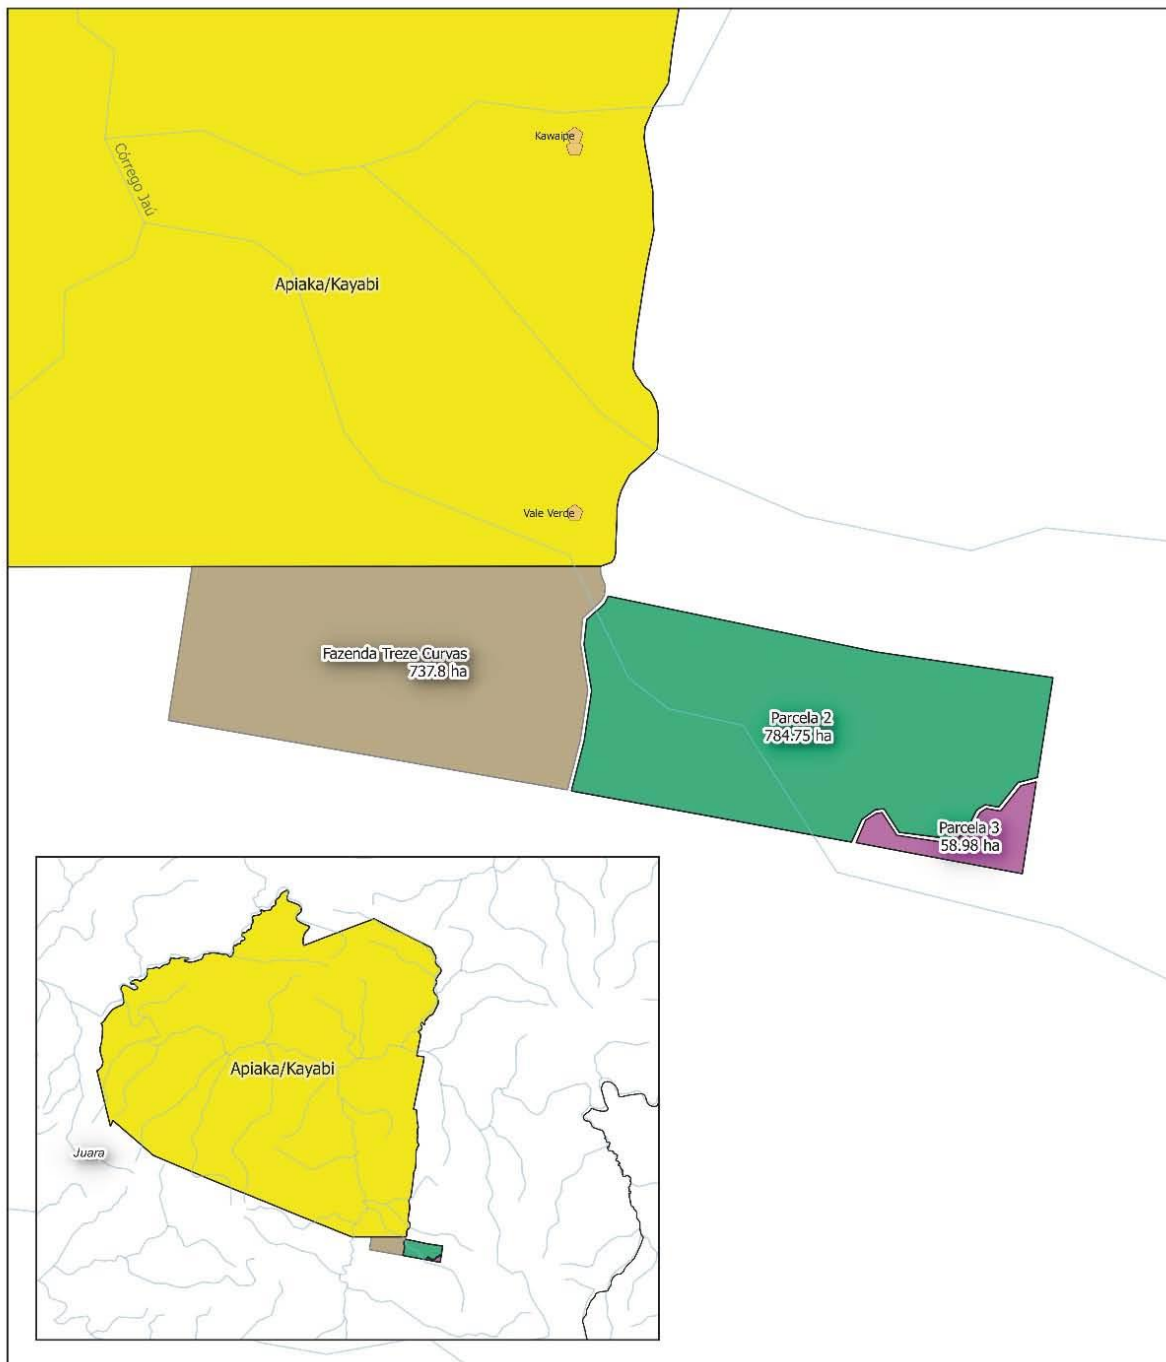 Kawaipe
Córrego Jaú
Apiaka/Kayabi
Vale Verde
Fazenda Treze Curvas
737.8 ha
Parcela 2
784.75 ha
Parcela 3
58.98 ha
Apiaka/Kayabi
Juara